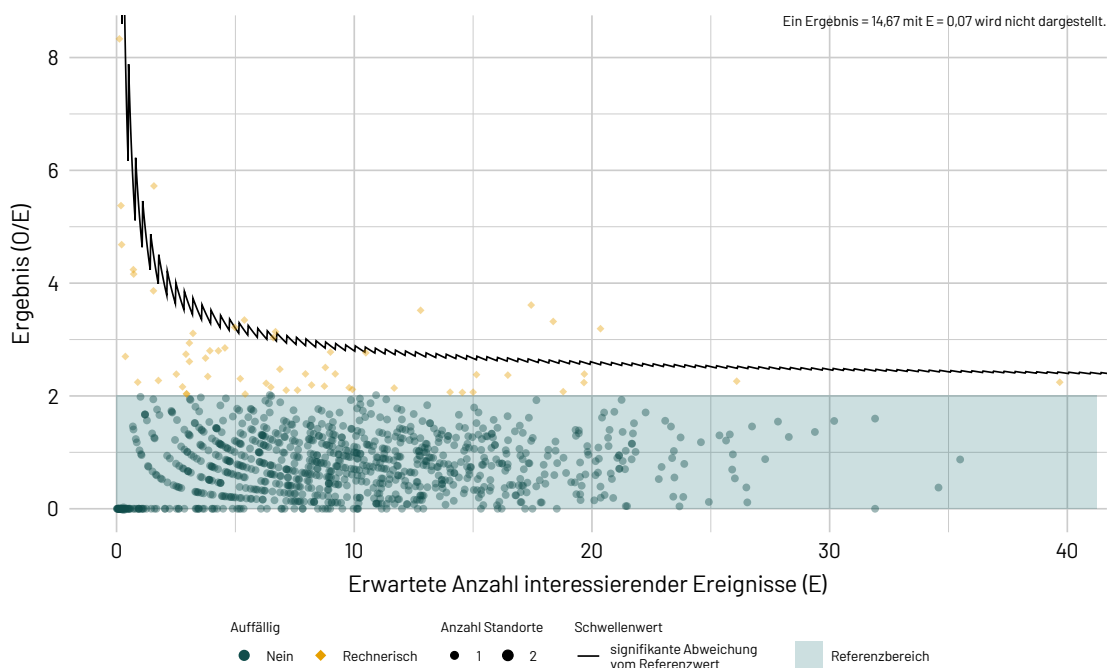 Ein Ergebnis = 14,67 mit E = 0,07 wird nicht dargestellt.
8
6
4
2
0
Ergebnis (O/E)
0 10 20 30 40
Erwartete Anzahl interessierender Ereignisse (E)
Auffällig Anzahl Standorte Schwellenwert
Nein Rechnerisch 1 2 signifikante Abweichung Referenzbereich
vom Referenzwert